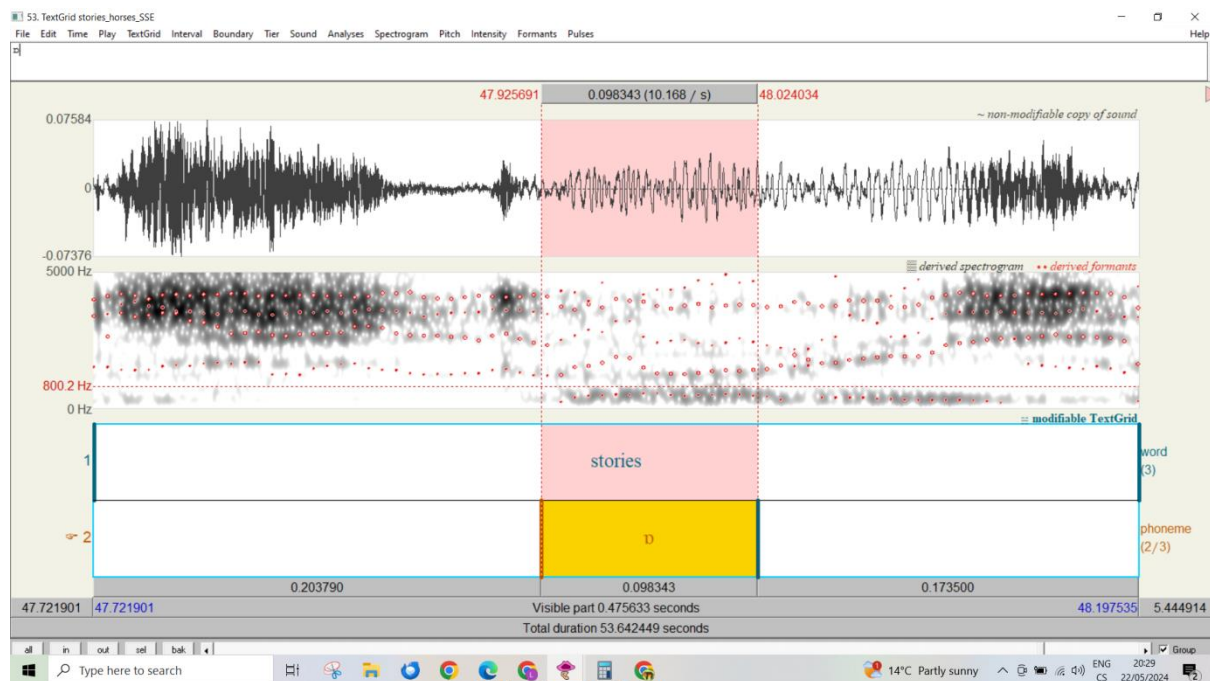 53. TextGrid stories_horses_SSE
File Edit Time Play TextGrid Interval Boundary Tier Sound Analyses Spectrogram Pitch Intensity Formants Pulses Help
ɒ
47.925691 0.098343 (10.168 / s) 48.024034
~ non-modifiable copy of sound
0.07584
0
-0.07376
5000 Hz
derived spectrogram derived formants
800.2 Hz
0 Hz
modifiable TextGrid
1 stories word
(3)
2 ɒ phoneme
(2/3)
0.203790 0.098343 0.173500
47.721901 47.721901 Visible part 0.475633 seconds 48.197535 5.444914
Total duration 53.642449 seconds
all in out sel bak Group
Type here to search 14°C Partly sunny ENG 20:29
CS 22/05/2024 2